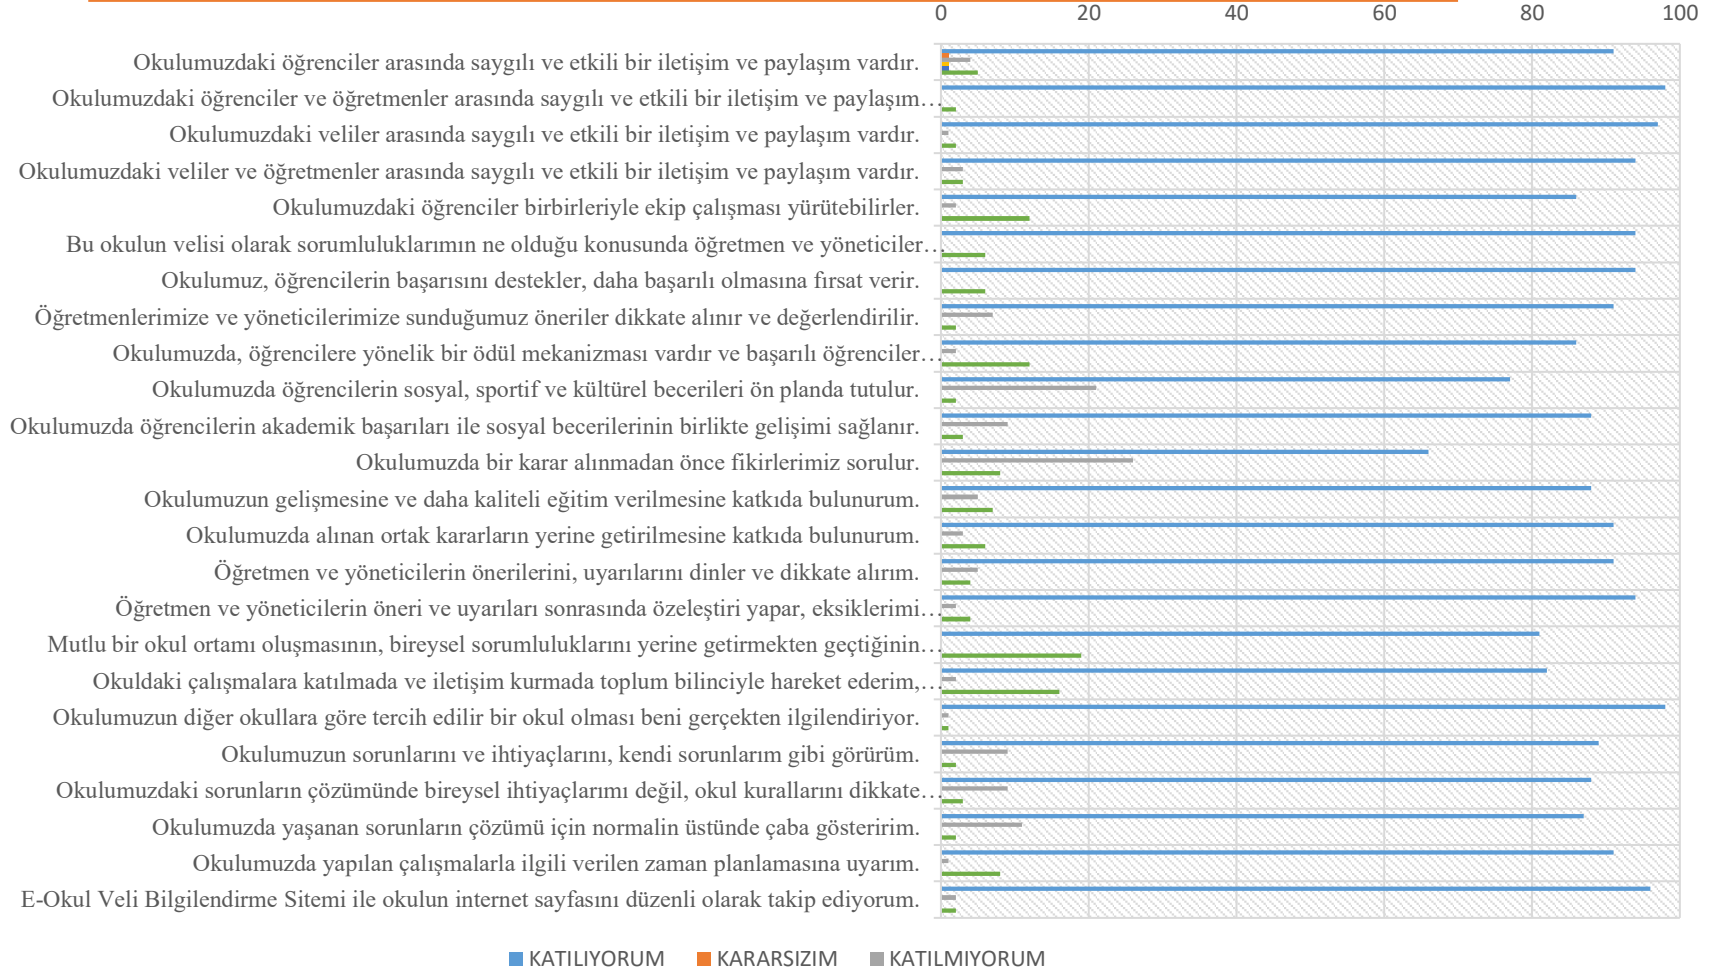 0 20 40 60 80 100
Okulumuzdaki öğrenciler arasında saygılı ve etkili bir iletişim ve paylaşım vardır.
Okulumuzdaki öğrenciler ve öğretmenler arasında saygılı ve etkili bir iletişim ve paylaşım…
Okulumuzdaki veliler arasında saygılı ve etkili bir iletişim ve paylaşım vardır.
Okulumuzdaki veliler ve öğretmenler arasında saygılı ve etkili bir iletişim ve paylaşım vardır.
Okulumuzdaki öğrenciler birbirleriyle ekip çalışması yürütebilirler.
Bu okulun velisi olarak sorumluluklarımın ne olduğu konusunda öğretmen ve yöneticiler…
Okulumuz, öğrencilerin başarısını destekler, daha başarılı olmasına fırsat verir.
Öğretmenlerimize ve yöneticilerimize sunduğumuz öneriler dikkate alınır ve değerlendirilir.
Okulumuzda, öğrencilere yönelik bir ödül mekanizması vardır ve başarılı öğrenciler…
Okulumuzda öğrencilerin sosyal, sportif ve kültürel becerileri ön planda tutulur.
Okulumuzda öğrencilerin akademik başarıları ile sosyal becerilerinin birlikte gelişimi sağlanır.
Okulumuzda bir karar alınmadan önce fikirlerimiz sorulur.
Okulumuzun gelişmesine ve daha kaliteli eğitim verilmesine katkıda bulunurum.
Okulumuzda alınan ortak kararların yerine getirilmesine katkıda bulunurum.
Öğretmen ve yöneticilerin önerilerini, uyarılarını dinler ve dikkate alırım.
Öğretmen ve yöneticilerin öneri ve uyarıları sonrasında özeleştiri yapar, eksiklerimi…
Mutlu bir okul ortamı oluşmasının, bireysel sorumluluklarını yerine getirmekten geçtiğinin…
Okuldaki çalışmalara katılmada ve iletişim kurmada toplum bilinciyle hareket ederim,…
Okulumuzun diğer okullara göre tercih edilir bir okul olması beni gerçekten ilgilendiriyor.
Okulumuzun sorunlarını ve ihtiyaçlarını, kendi sorunlarım gibi görürüm.
Okulumuzdaki sorunların çözümünde bireysel ihtiyaçlarımı değil, okul kurallarını dikkate…
Okulumuzda yaşanan sorunların çözümü için normalin üstünde çaba gösteririm.
Okulumuzda yapılan çalışmalarla ilgili verilen zaman planlamasına uyarım.
E-Okul Veli Bilgilendirme Sitemi ile okulun internet sayfasını düzenli olarak takip ediyorum.
KATILIYORUM KARARSIZIM KATILMIYORUM